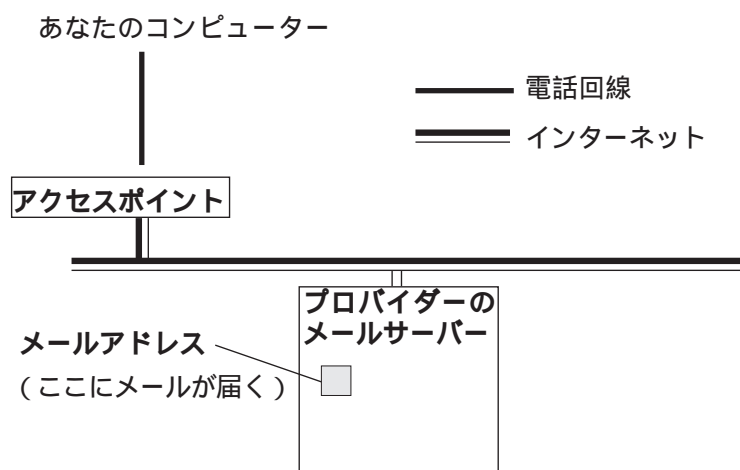 あなたのコンピューター
電話回線
インターネット
アクセスポイント
プロバイダーの
メールサーバー
メールアドレス
(ここにメールが届く)